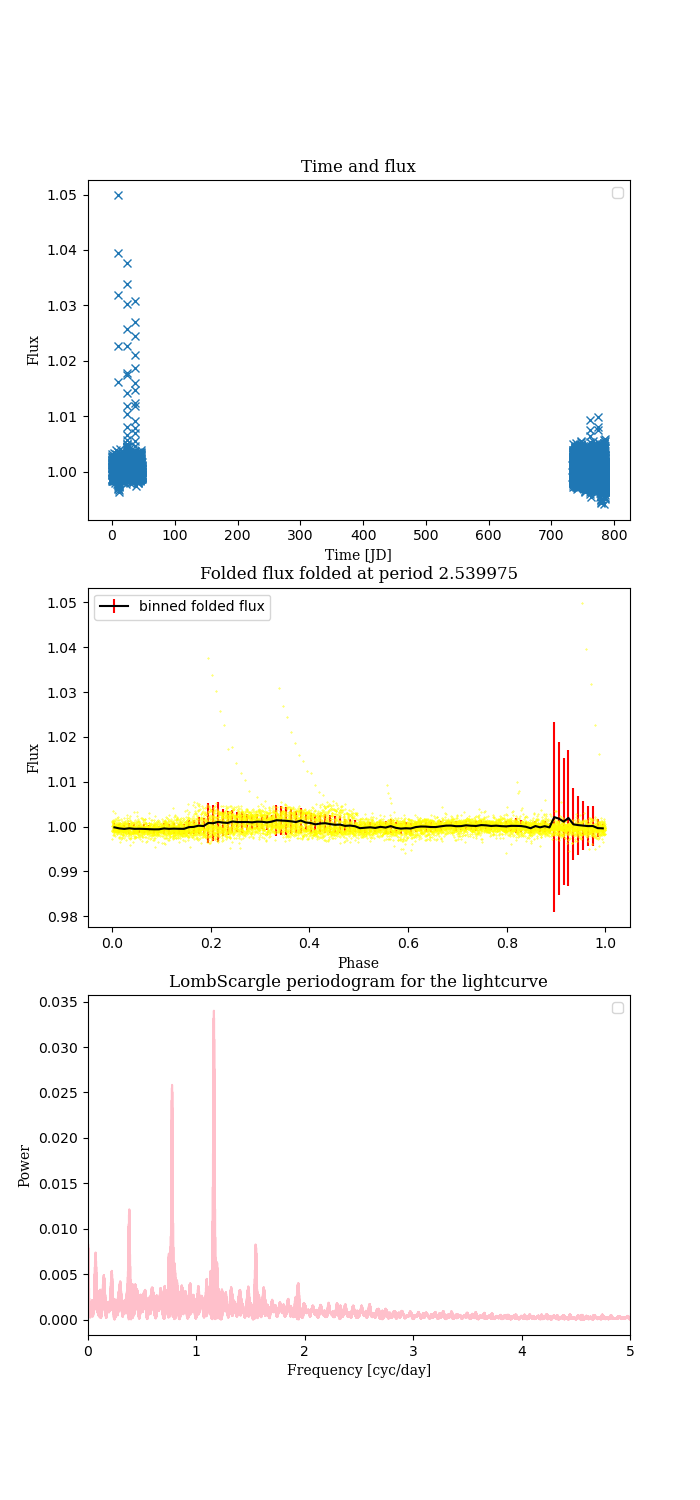 Time and flux
1.05
1.04
1.03
1.02
1.01
1.00
Flux
0 100 200 300 400 500 600 700 800
Time [JD]
Folded flux folded at period 2.539975
binned folded flux
1.05
1.04
1.03
1.02
1.01
1.00
0.99
0.98
Flux
0.0 0.2 0.4 0.6 0.8 1.0
Phase
LombScargle periodogram for the lightcurve
0.035
0.030
0.025
0.020
0.015
0.010
0.005
0.000
Power
0 1 2 3 4 5
Frequency [cyc/day]